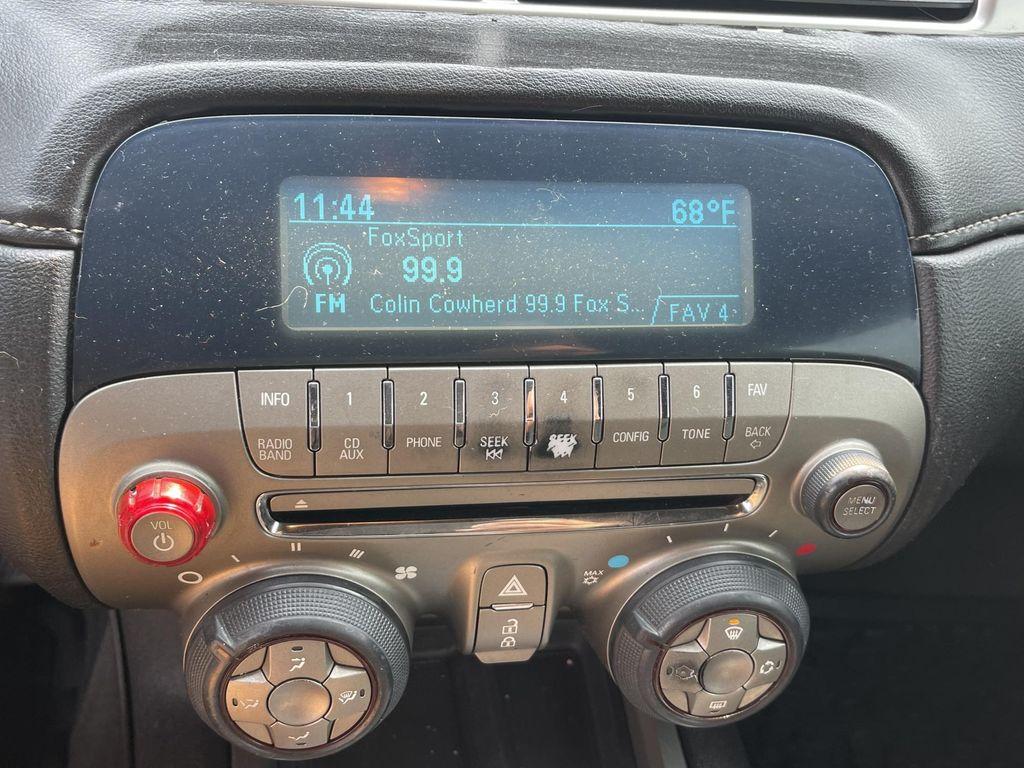 11:44 68°F
FoxSport
99.9
FM Colin Cowherd 99.9 Fox S... FAV 4
INFO 1 2 3 4 5 6 FAV
RADIO BAND CD AUX PHONE SEEK SEEK CONFIG TONE BACK
VOL
MENU SELECT
MAX